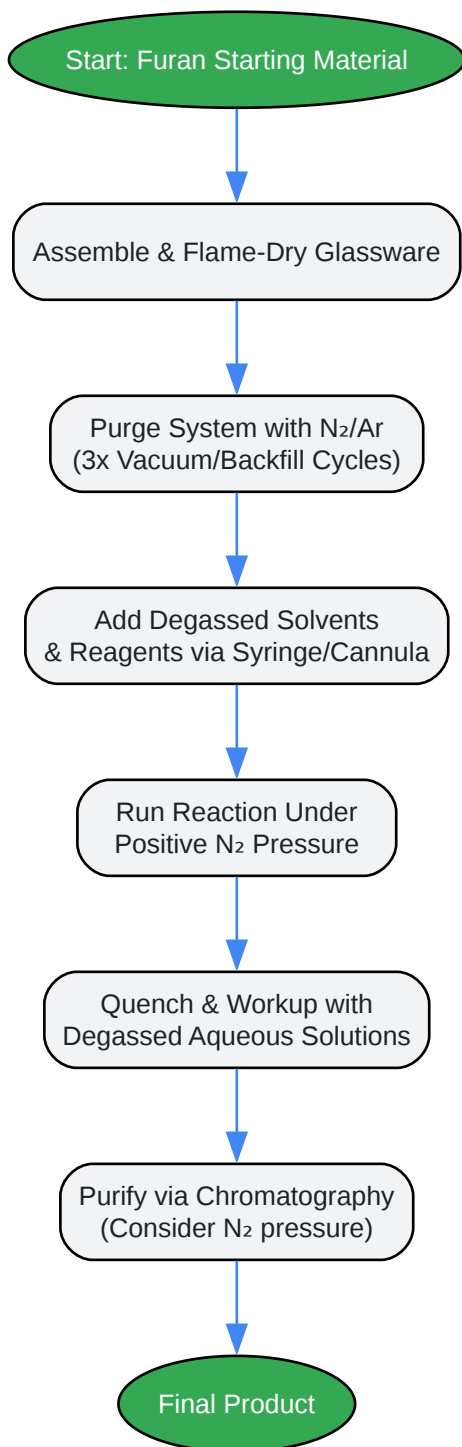 Start: Furan Starting Material
Assemble & Flame-Dry Glassware
Purge System with N₂/Ar
(3x Vacuum/Backfill Cycles)
Add Degassed Solvents
& Reagents via Syringe/Cannula
Run Reaction Under
Positive N₂ Pressure
Quench & Workup with
Degassed Aqueous Solutions
Purify via Chromatography
(Consider N₂ pressure)
Final Product